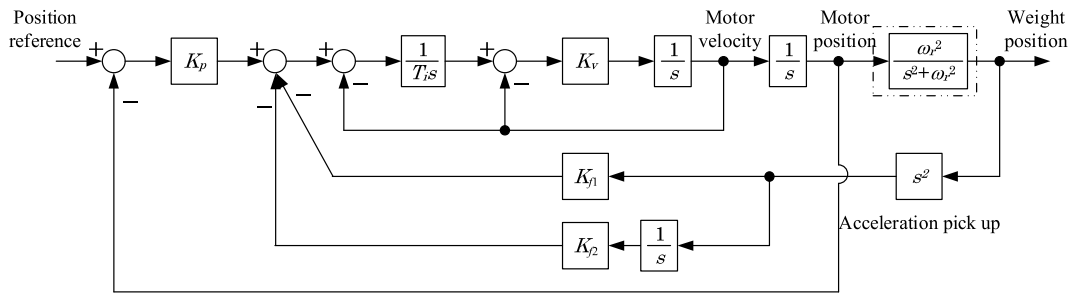 Position
reference
Motor
velocity
Motor
position
Weight
position
+
−
Kp
+
−
−
+
−
1
Tis
+
−
Kv
1
s
1
s
ωr²
s²+ωr²
Kf1
s²
Acceleration pick up
Kf2
1
s